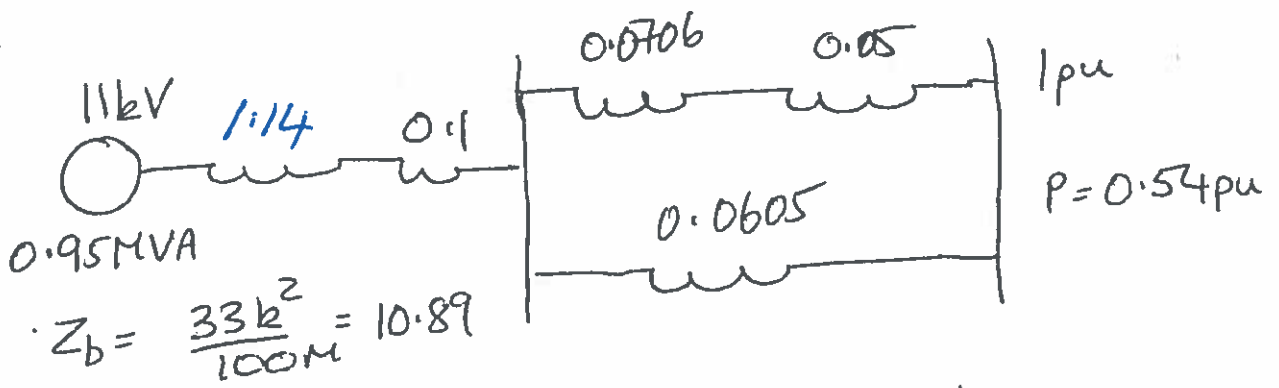 0.0706 0.05
1pu
11kV
1.14 0.1
P=0.54pu
0.0605
0.95MVA
Zb = 33k²/100M = 10.89